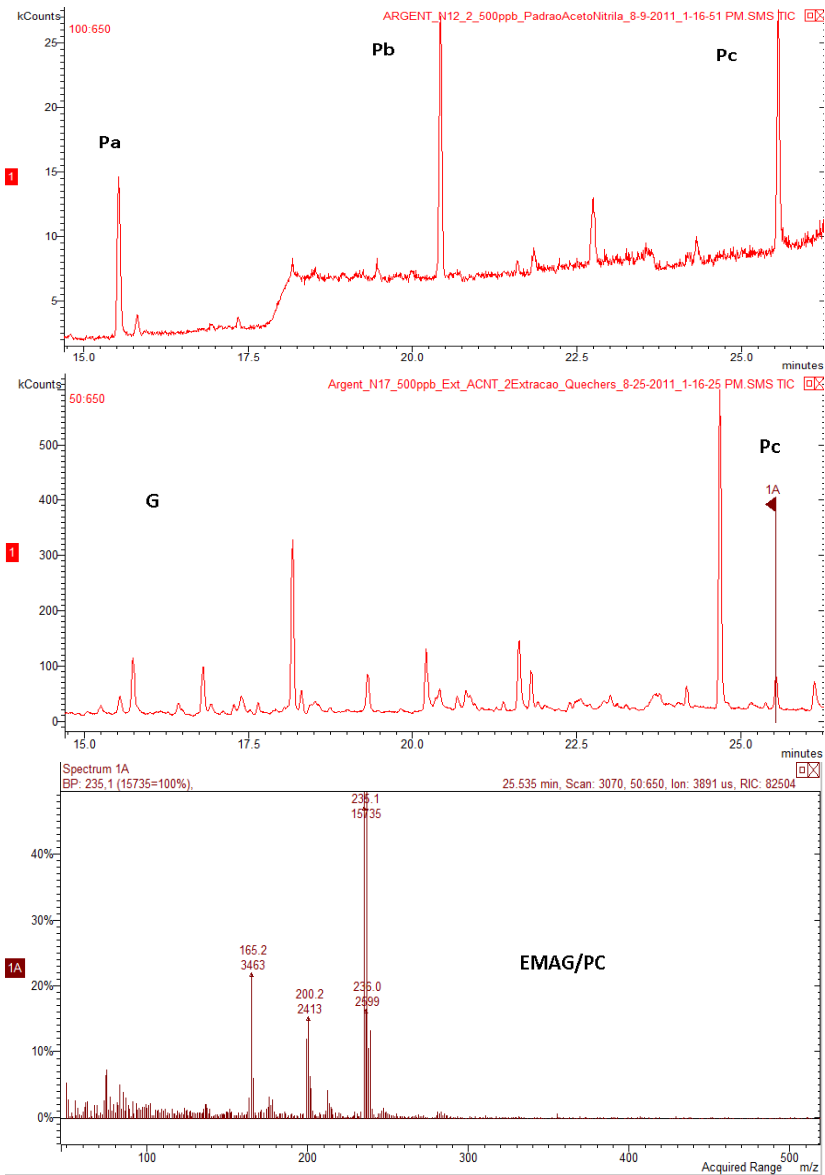 kCounts
ARGENT_N12_2_500ppb_PadraoAcetoNitrila_8-9-2011_1-16-51 PM.SMS TIC
100:650
25
Pb
Pc
20
Pa
15
1
10
5
15.0 17.5 20.0 22.5 25.0
minutes
kCounts
Argent_N17_500ppb_Ext_ACNT_2Extracao_Quechers_8-25-2011_1-16-25 PM.SMS TIC
50:650
500
Pc
G
1A
400
1
300
200
100
0
15.0 17.5 20.0 22.5 25.0
minutes
Spectrum 1A
BP: 235,1 (15735=100%),
25.535 min, Scan: 3070, 50:650, Ion: 3891 us, RIC: 82504
235.1
15735
40%
30%
EMAG/PC
1A
165.2
3463
20%
236.0
2599
200.2
2413
10%
0%
100 200 300 400 500
Acquired Range m/z